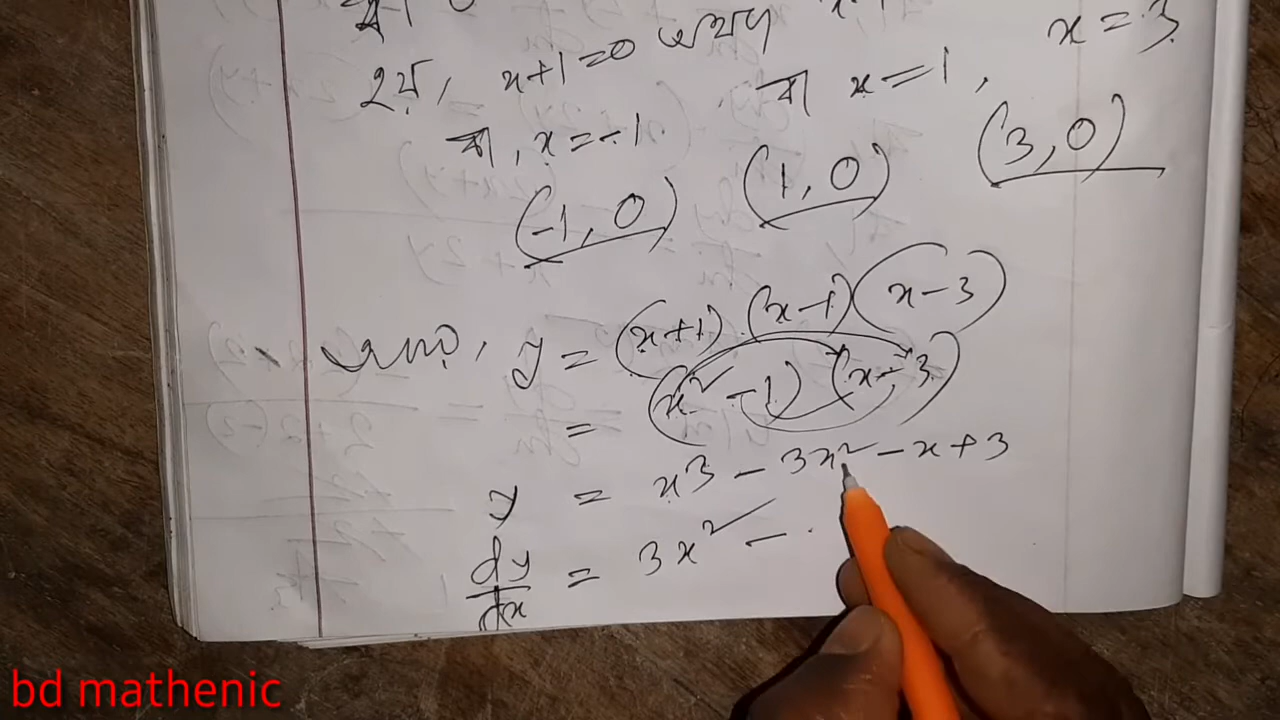 হয়, x+1=0 অথবা x = 3
বা, x = -1. বা x = 1,
(-1, 0) (1, 0) (3, 0)
y = (x+1) (x-1) (x-3)
= (x² - 1) (x-3)
y = x³ - 3x² - x + 3
dy/dx = 3x² -
bd mathenic